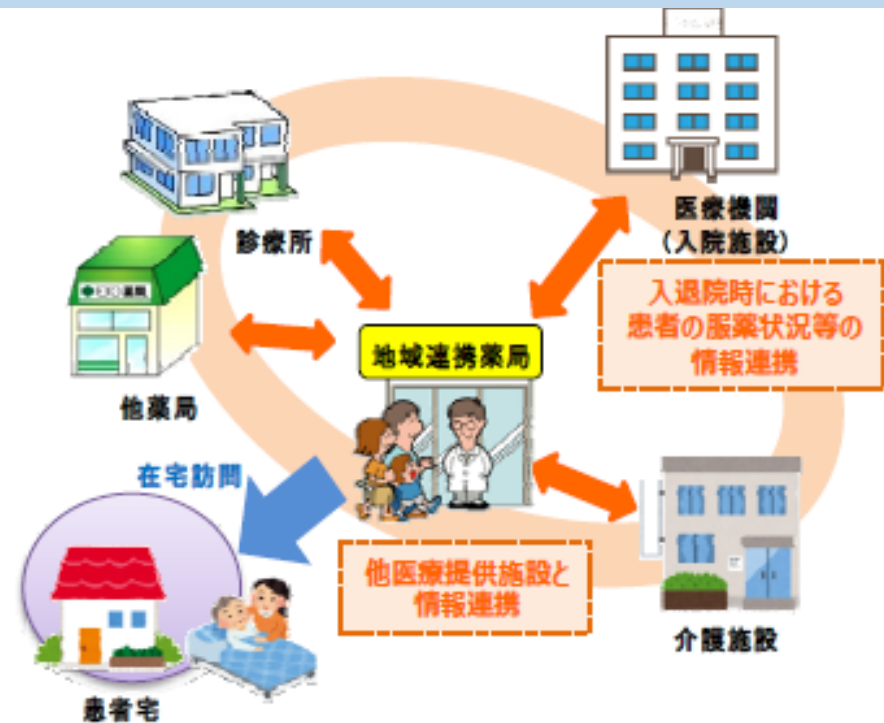 医療機関
(入院施設)
診療所
入退院時における
患者の服薬状況等の
情報連携
地域連携薬局
他薬局
在宅訪問
他医療提供施設と
情報連携
介護施設
患者宅